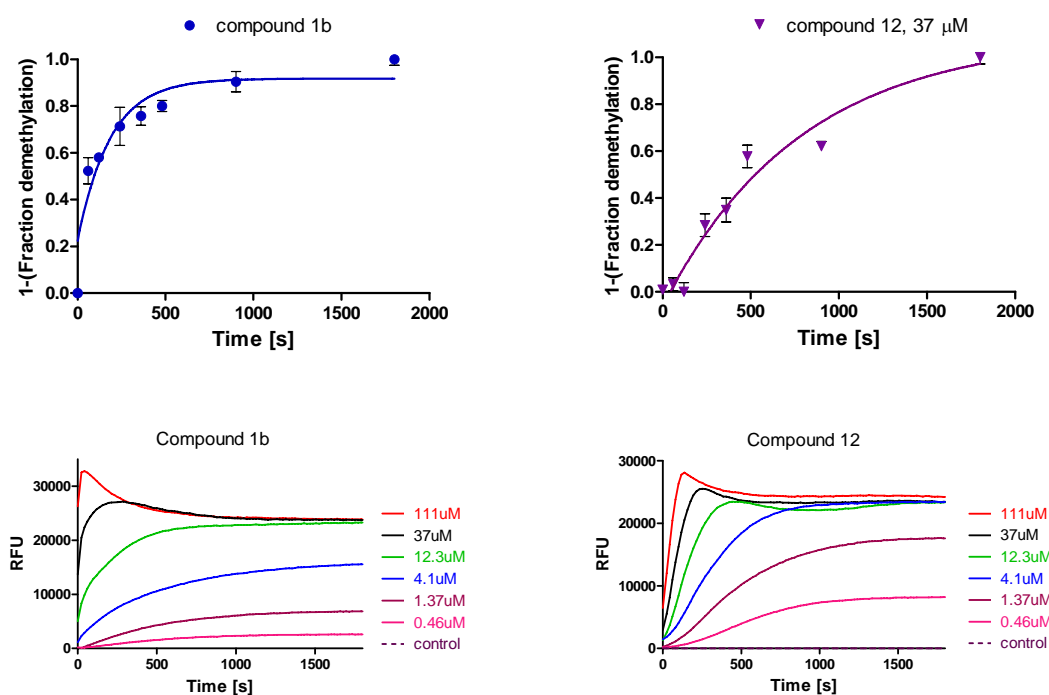 compound 1b
1-(Fraction demethylation)
1.0
0.8
0.6
0.4
0.2
0.0
0 500 1000 1500 2000
Time [s]
compound 12, 37 μM
1-(Fraction demethylation)
1.0
0.8
0.6
0.4
0.2
0.0
0 500 1000 1500 2000
Time [s]
Compound 1b
RFU
30000
20000
10000
0
0 500 1000 1500
Time [s]
111uM
37uM
12.3uM
4.1uM
1.37uM
0.46uM
control
Compound 12
RFU
30000
20000
10000
0
0 500 1000 1500
Time [s]
111uM
37uM
12.3uM
4.1uM
1.37uM
0.46uM
control